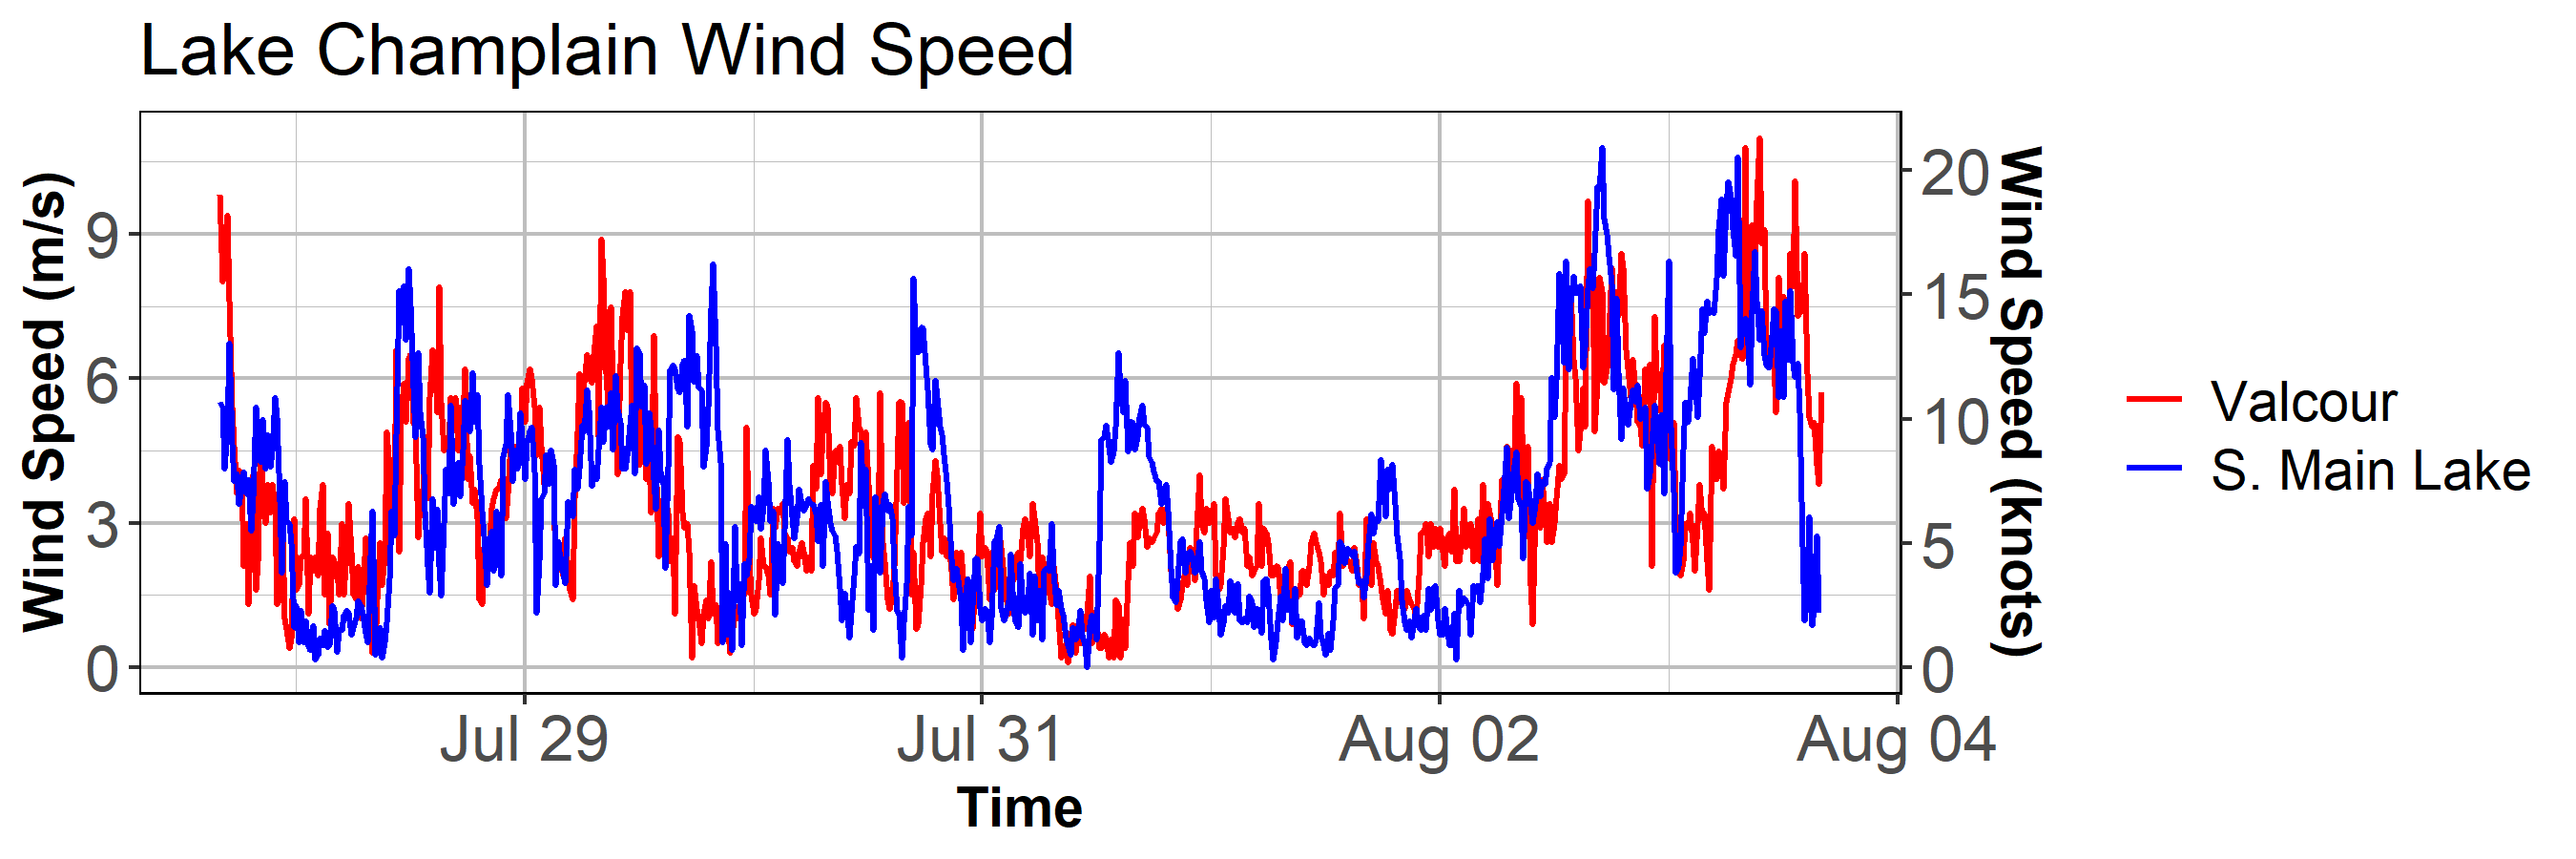 Lake Champlain Wind Speed
Wind Speed (m/s)
9
6
3
0
20
15
10
5
0
Wind Speed (knots)
Jul 29
Jul 31
Aug 02
Aug 04
Time
Valcour
S. Main Lake